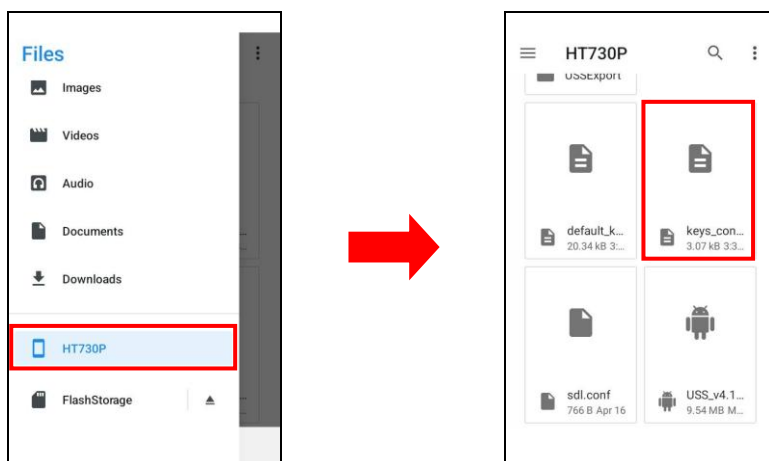 Files
Images
Videos
Audio
Documents
Downloads
HT730P
FlashStorage
HT730P
USSExport
default_k...
20.34 kB 3:...
keys_con...
3.07 kB 3:3...
sdl.conf
766 B Apr 16
USS_v4.1...
9.54 MB M...